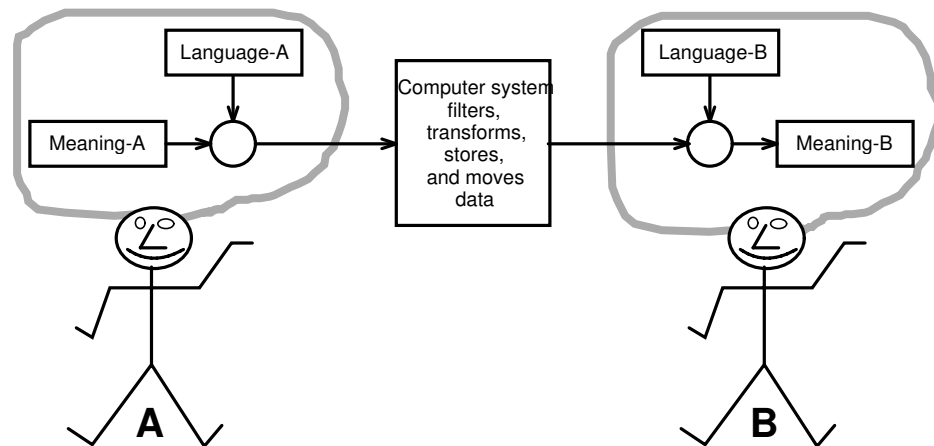 Language-A
Meaning-A
Computer system
filters,
transforms,
stores,
and moves
data
Language-B
Meaning-B
A
B